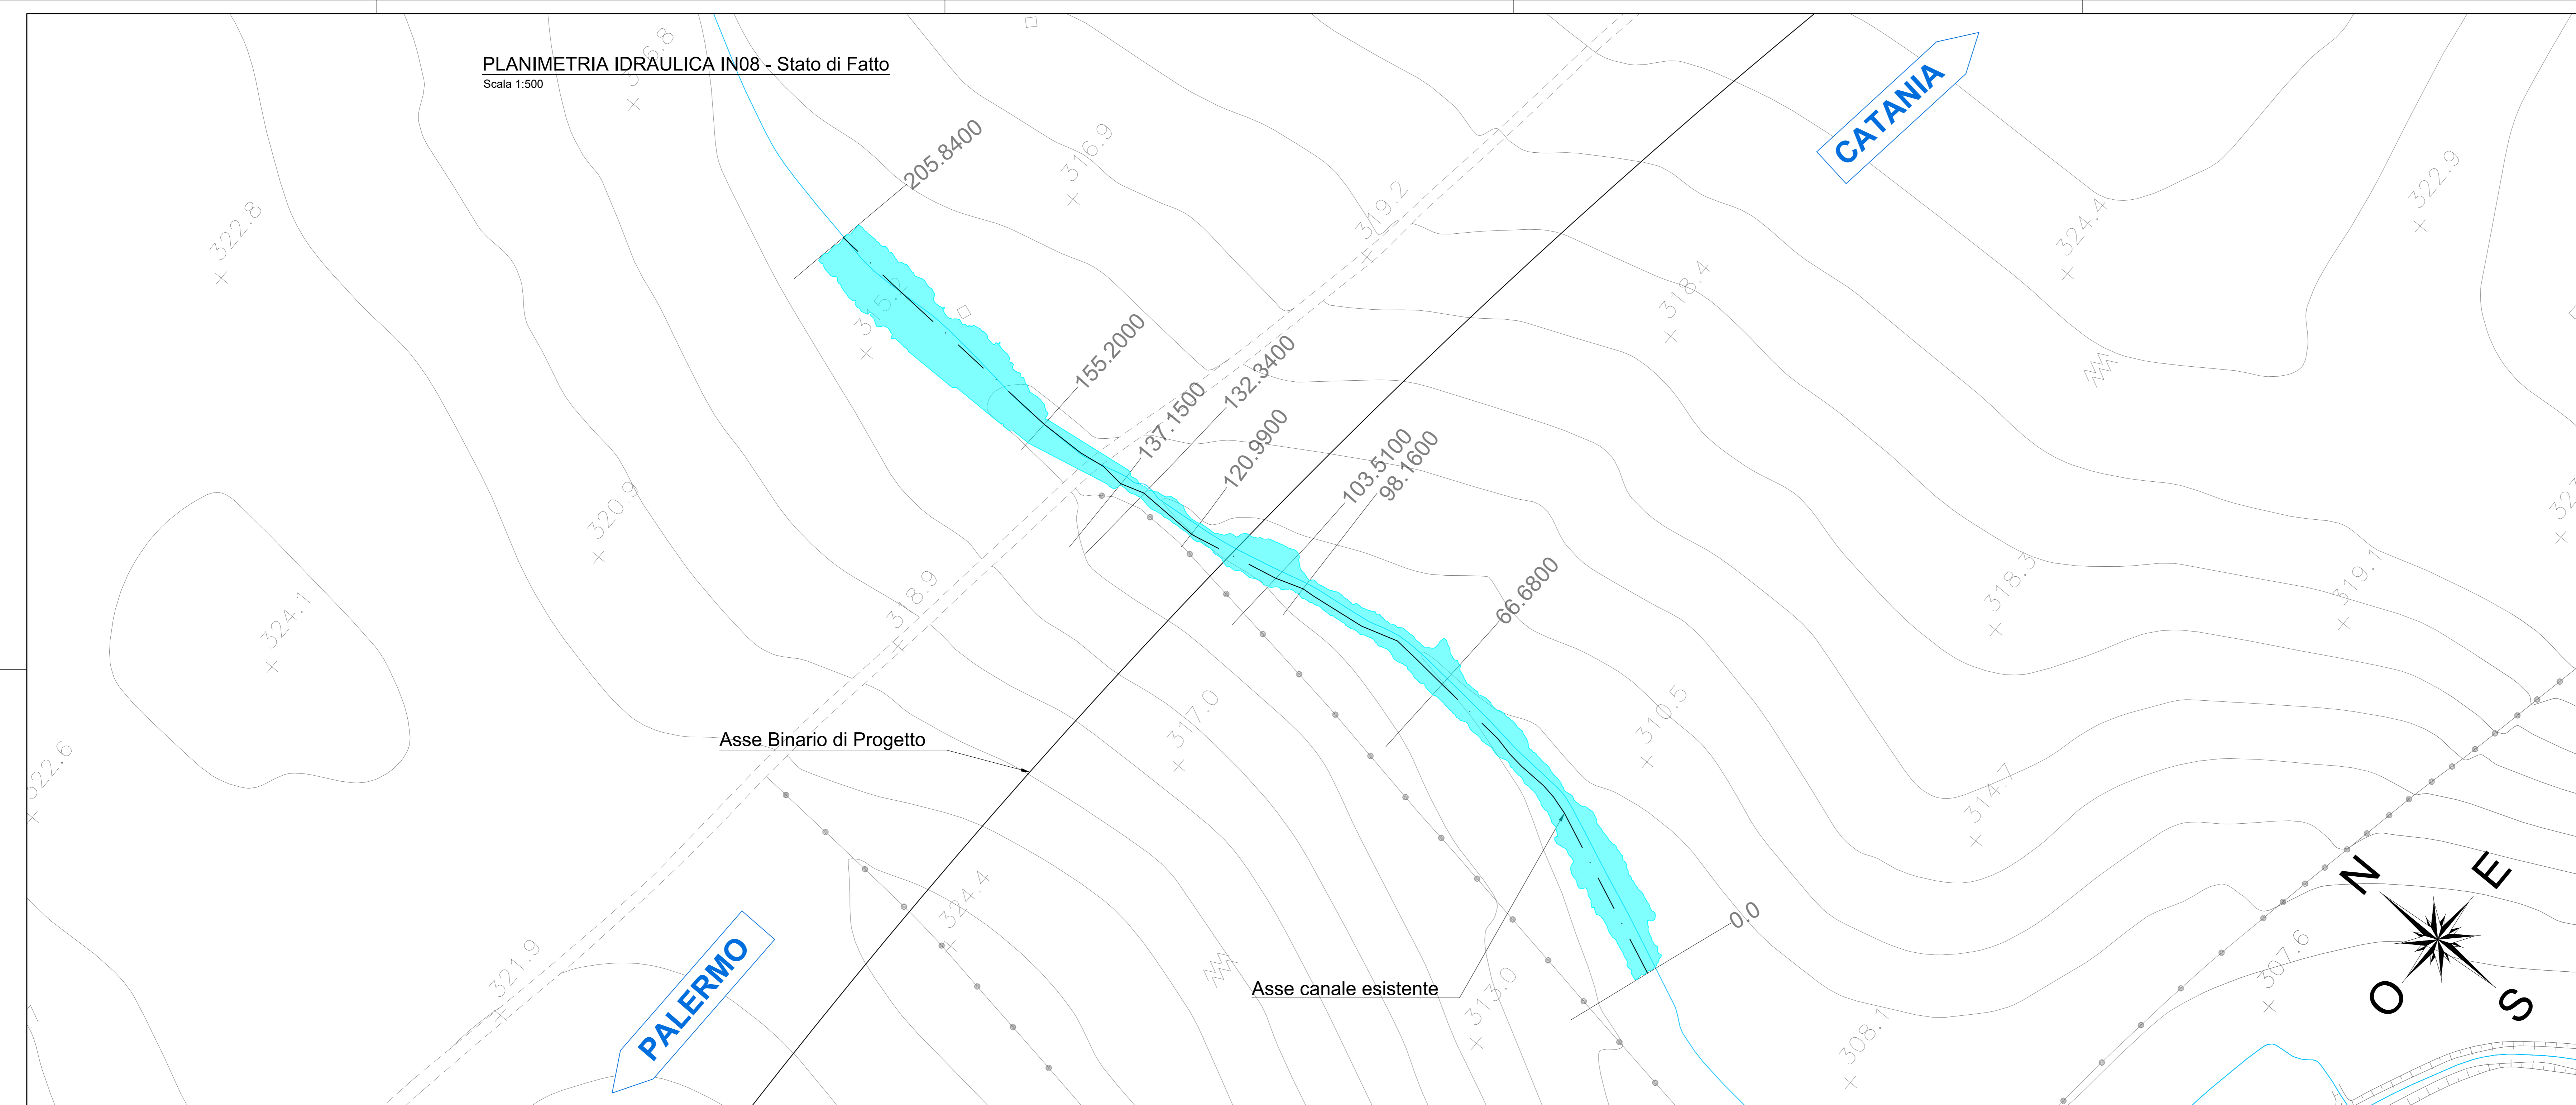 PLANIMETRIA IDRAULICA IN08 - Stato di Fatto
Scala 1:500
CATANIA
205.8400
316.9
319.2
322.9
322.8
324.4
318.4
155.2000
132.3400
137.1500
120.9900
103.5100
98.1600
320.9
318.9
66.6800
318.3
319.1
324.1
317.0
310.5
Asse Binario di Progetto
322.6
314.7
324.4
0.0
PALERMO
321.9
Asse canale esistente
313.0
308.1
307.6
N
E
O
S